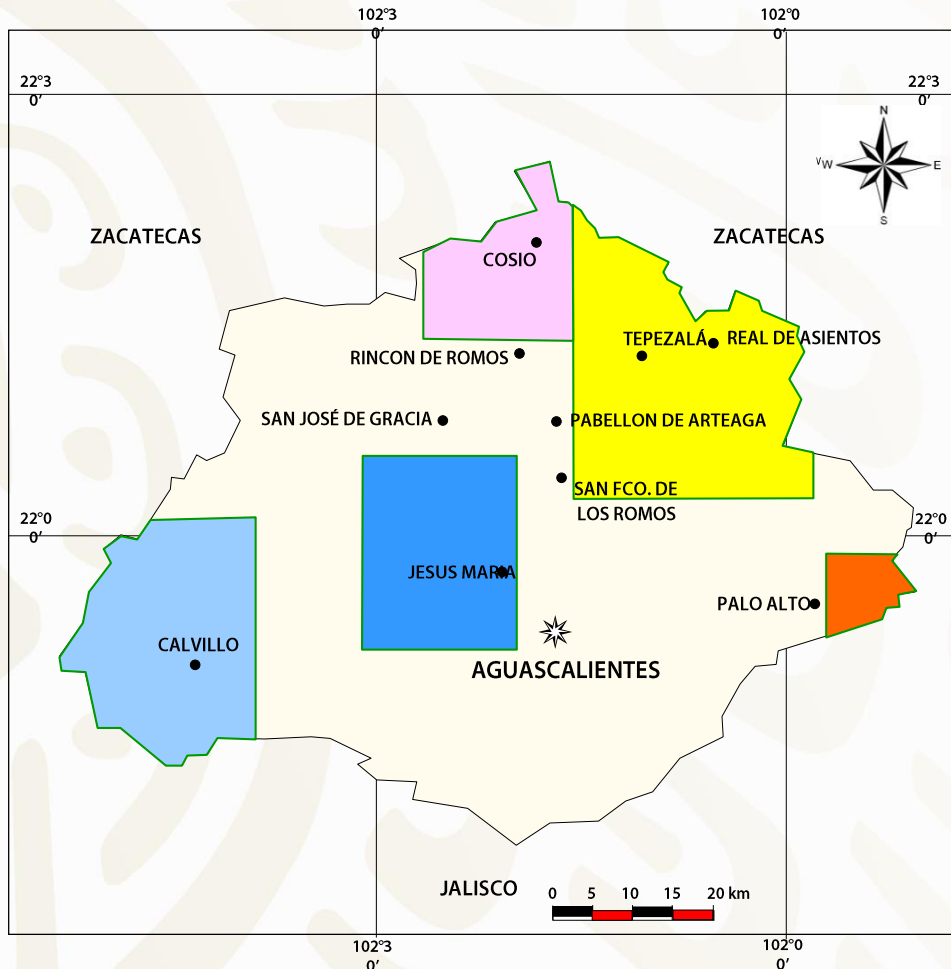 102°3
0'
102°0
0'
22°3
0'
22°3
0'
N
W
E
S
ZACATECAS
ZACATECAS
COSIO
TEPEZALÁ
REAL DE ASIENTOS
RINCON DE ROMOS
SAN JOSÉ DE GRACIA
PABELLON DE ARTEAGA
SAN FCO. DE
LOS ROMOS
22°0
0'
22°0
0'
JESUS MARIA
PALO ALTO
CALVILLO
AGUASCALIENTES
JALISCO
0 5 10 15 20 km
102°3
0'
102°0
0'